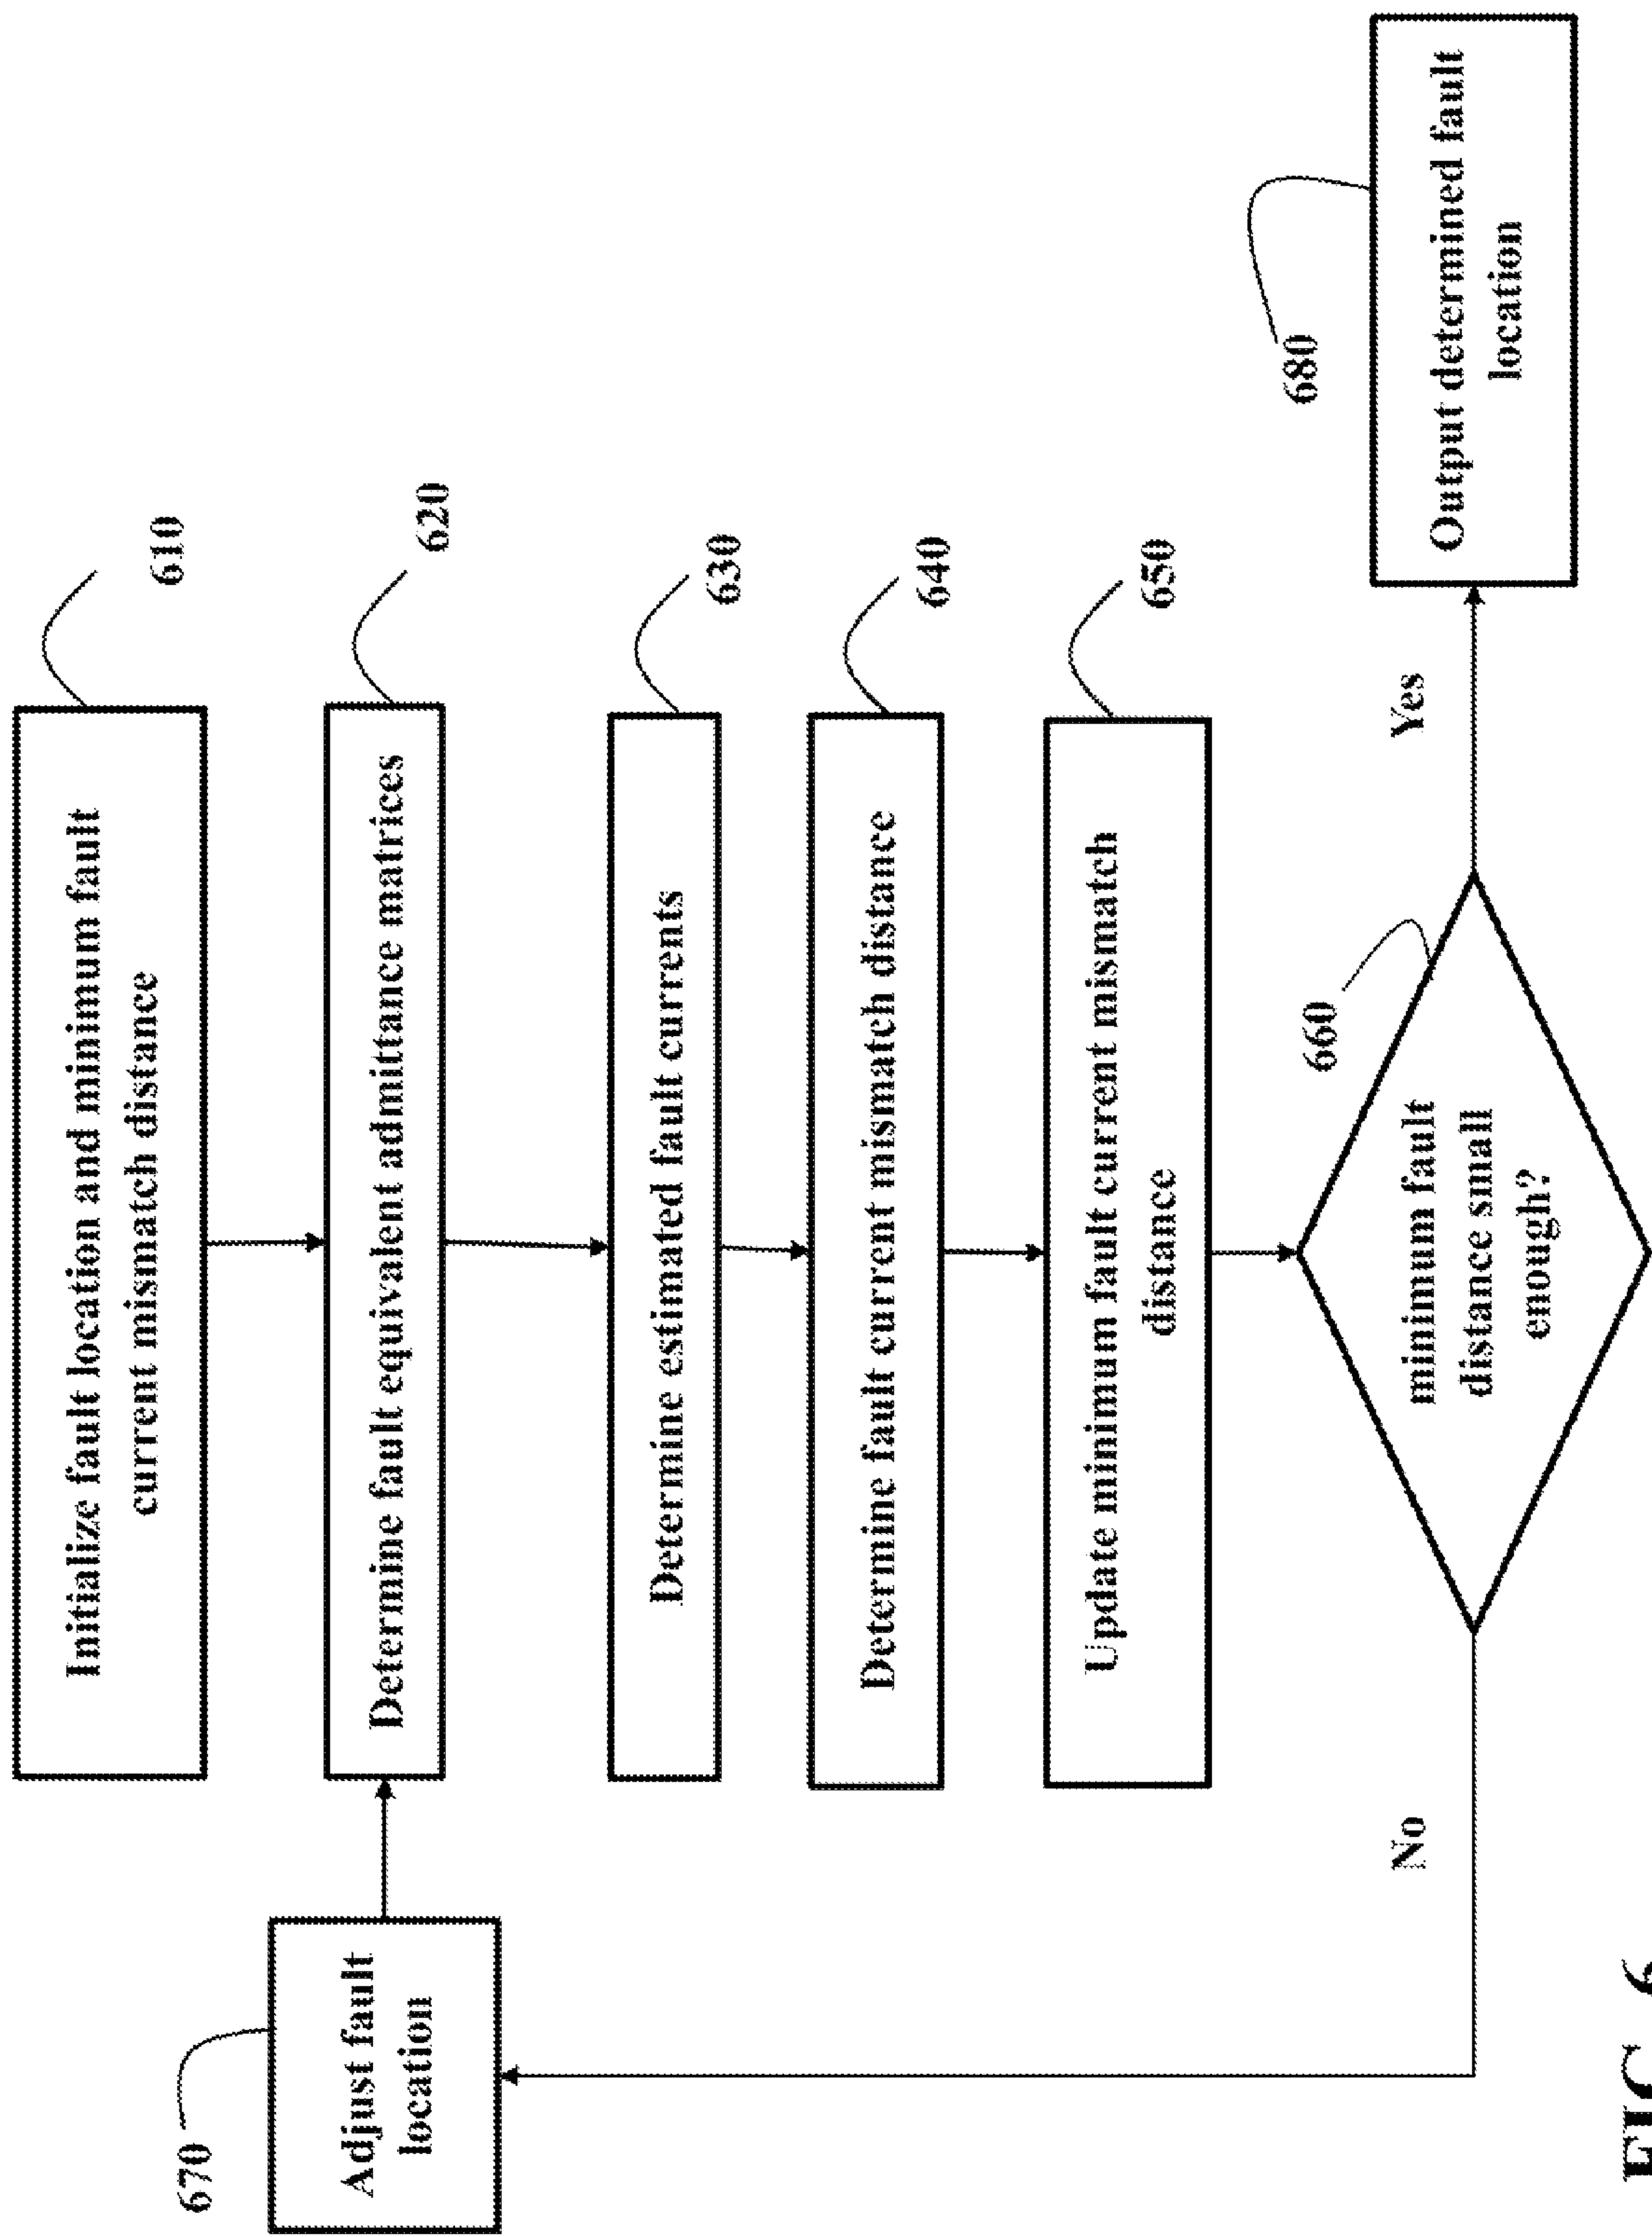 Initialize fault location and minimum fault
current mismatch distance
610
Determine fault equivalent admittance matrices
620
Determine estimated fault currents
630
Determine fault current mismatch distance
640
Update minimum fault current mismatch
distance
650
minimum fault
distance small
enough?
660
Yes
No
Adjust fault
location
670
Output determined fault
location
680